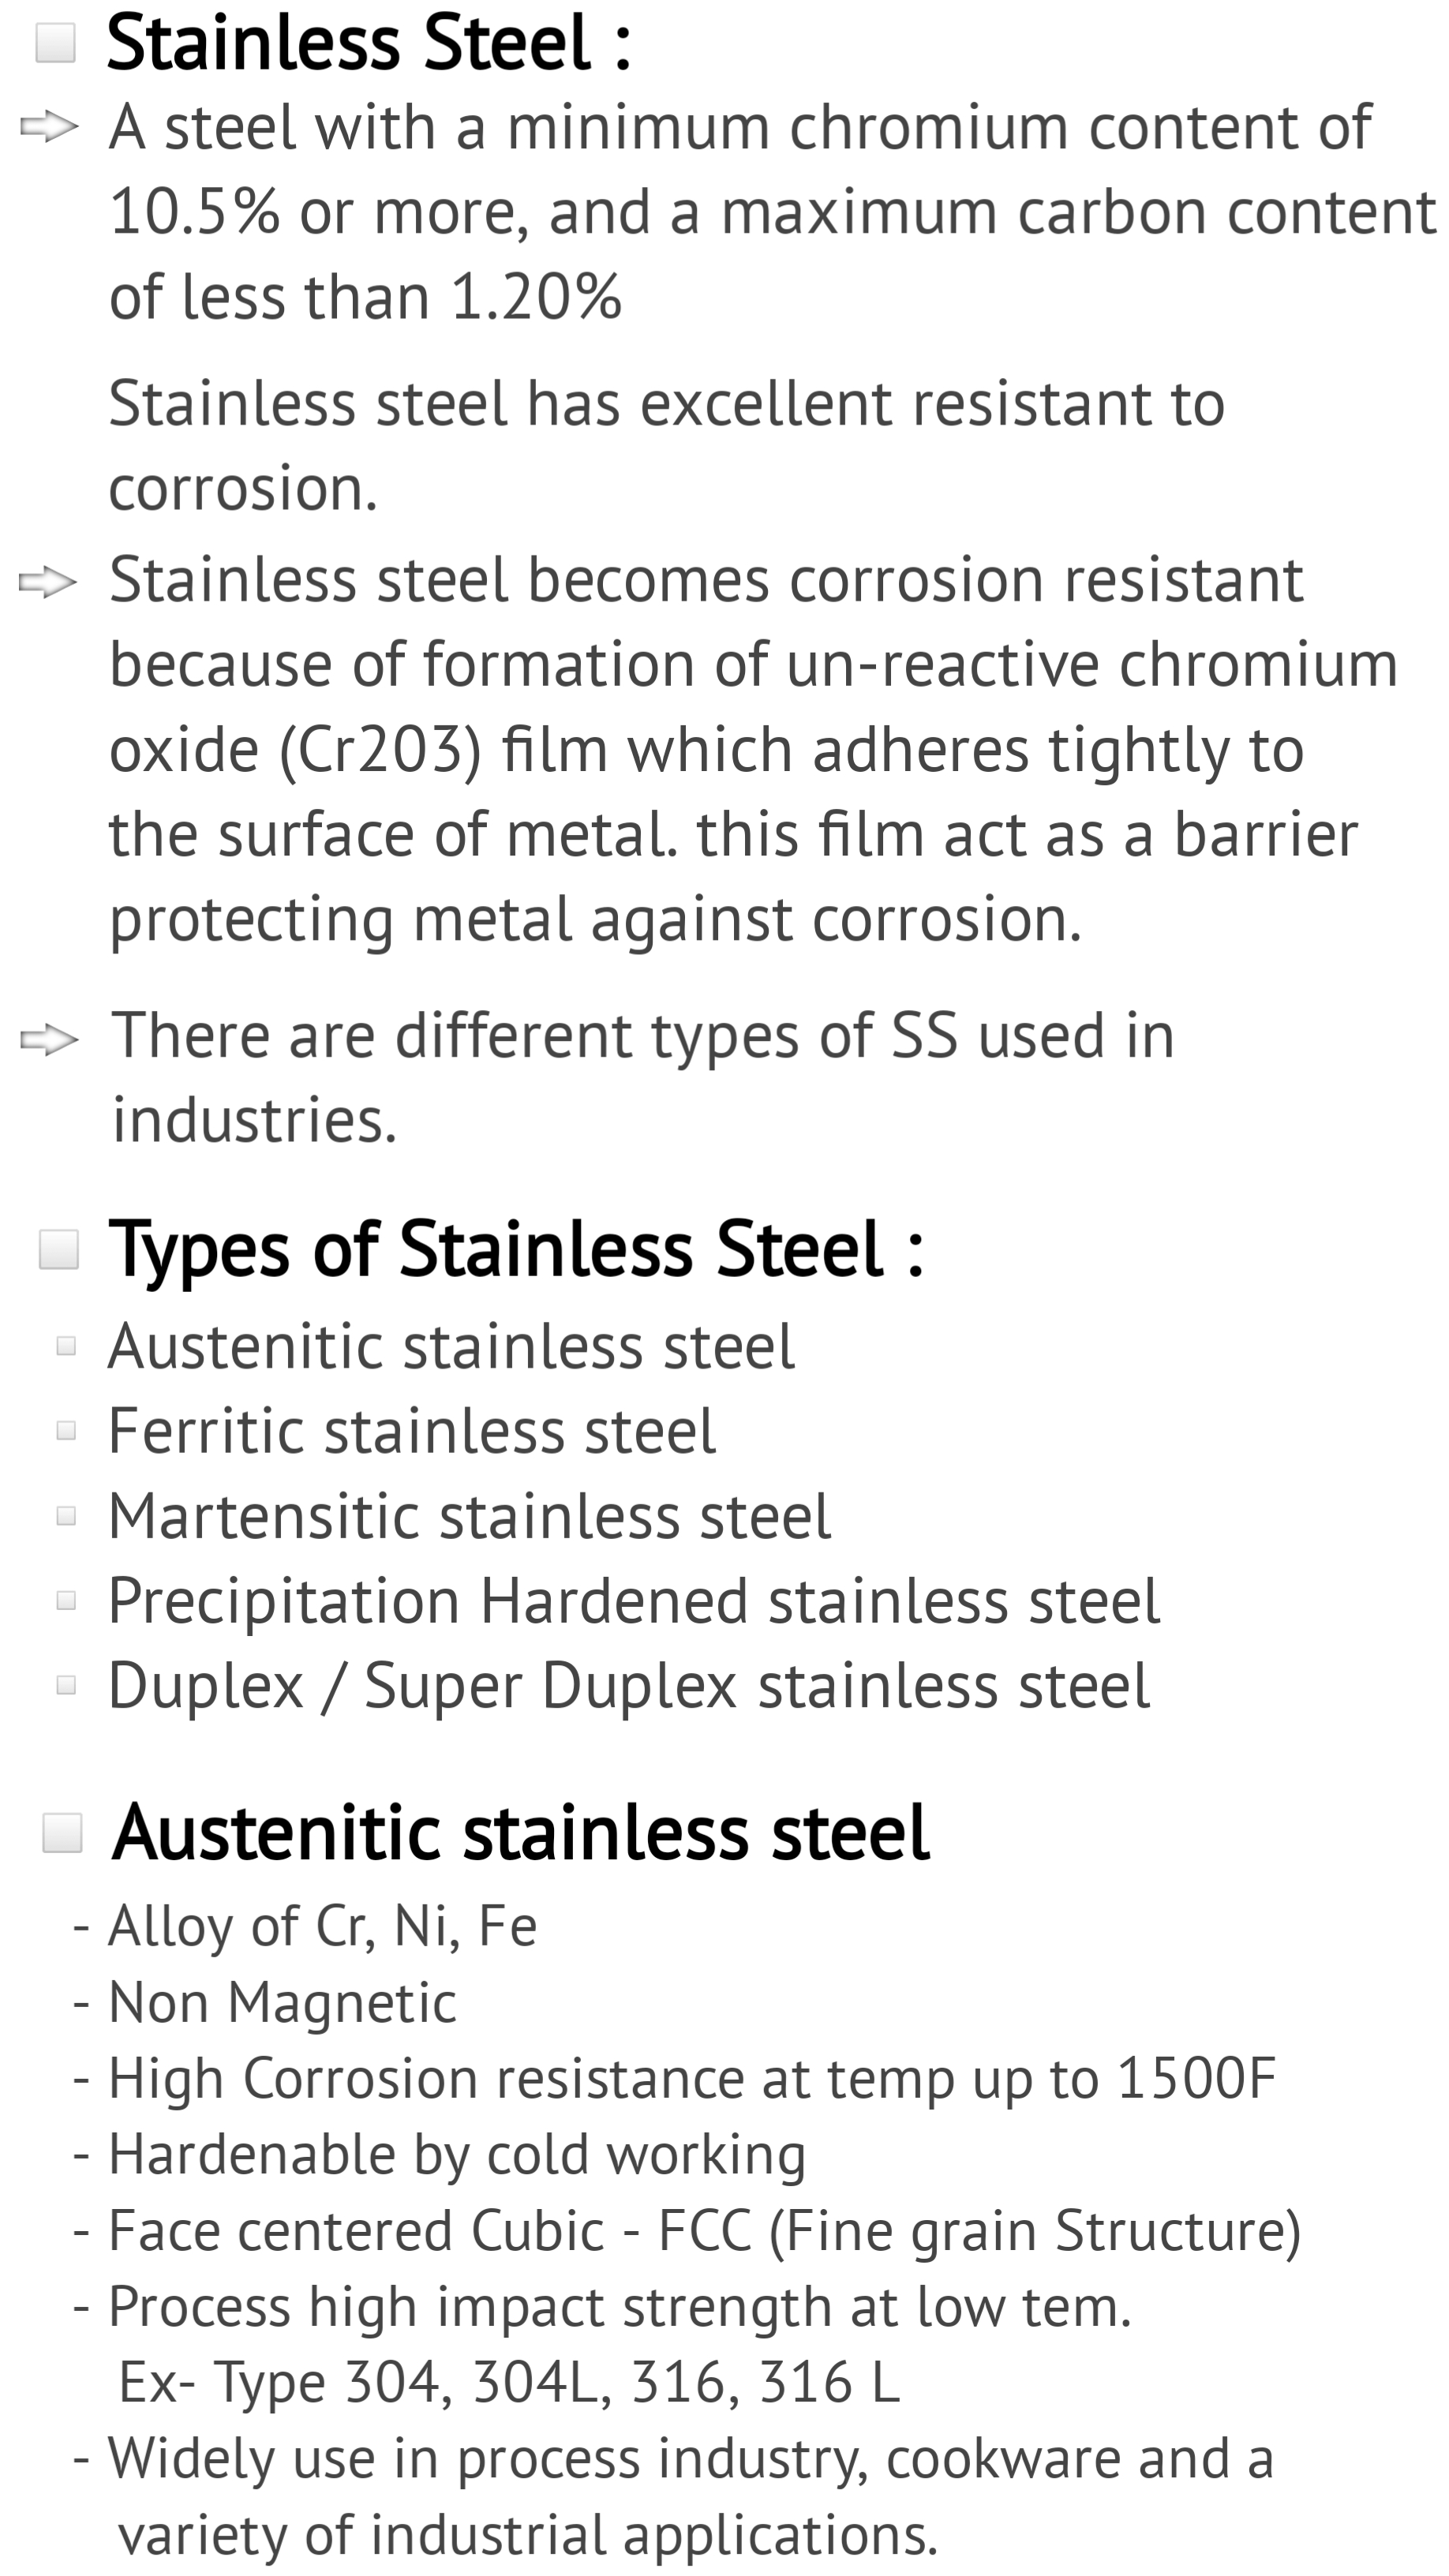 Stainless Steel :
A steel with a minimum chromium content of
10.5% or more, and a maximum carbon content
of less than 1.20%
Stainless steel has excellent resistant to
corrosion.
Stainless steel becomes corrosion resistant
because of formation of un-reactive chromium
oxide (Cr203) film which adheres tightly to
the surface of metal. this film act as a barrier
protecting metal against corrosion.
There are different types of SS used in
industries.
Types of Stainless Steel :
Austenitic stainless steel
Ferritic stainless steel
Martensitic stainless steel
Precipitation Hardened stainless steel
Duplex / Super Duplex stainless steel
Austenitic stainless steel
- Alloy of Cr, Ni, Fe
- Non Magnetic
- High Corrosion resistance at temp up to 1500F
- Hardenable by cold working
- Face centered Cubic - FCC (Fine grain Structure)
- Process high impact strength at low tem.
Ex- Type 304, 304L, 316, 316 L
- Widely use in process industry, cookware and a
variety of industrial applications.